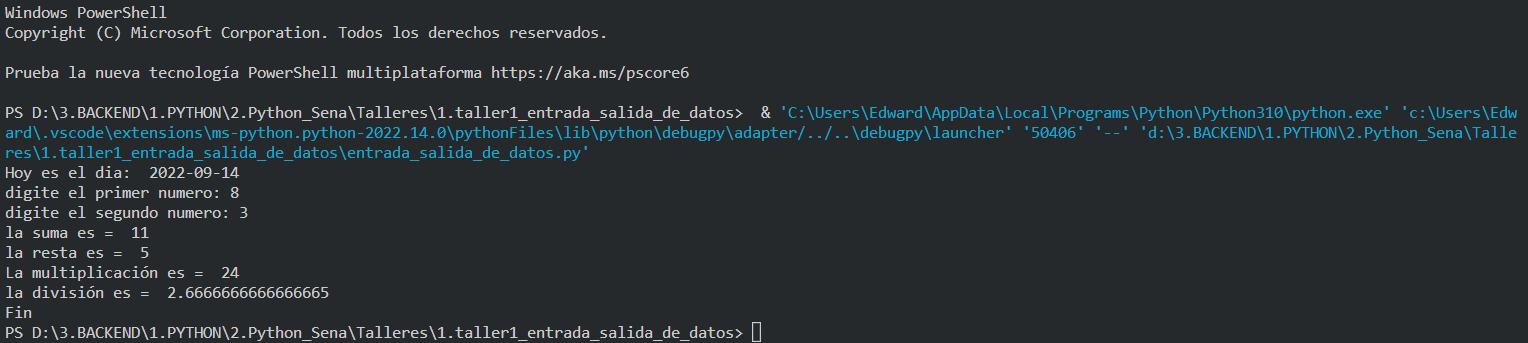 Windows PowerShell
Copyright (C) Microsoft Corporation. Todos los derechos reservados.
Prueba la nueva tecnología PowerShell multiplataforma https://aka.ms/pscore6
PS D:\3.BACKEND\1.PYTHON\2.Python_Sena\Talleres\1.taller1_entrada_salida_de_datos>  & 'C:\Users\Edward\AppData\Local\Programs\Python\Python310\python.exe' 'c:\Users\Edw
ard\.vscode\extensions\ms-python.python-2022.14.0\pythonFiles\lib\python\debugpy\adapter/../..\debugpy\launcher' '50406' '--' 'd:\3.BACKEND\1.PYTHON\2.Python_Sena\Talle
res\1.taller1_entrada_salida_de_datos\entrada_salida_de_datos.py'
Hoy es el dia:  2022-09-14
digite el primer numero: 8
digite el segundo numero: 3
la suma es =  11
la resta es =  5
La multiplicación es =  24
la división es =  2.6666666666666665
Fin
PS D:\3.BACKEND\1.PYTHON\2.Python_Sena\Talleres\1.taller1_entrada_salida_de_datos>